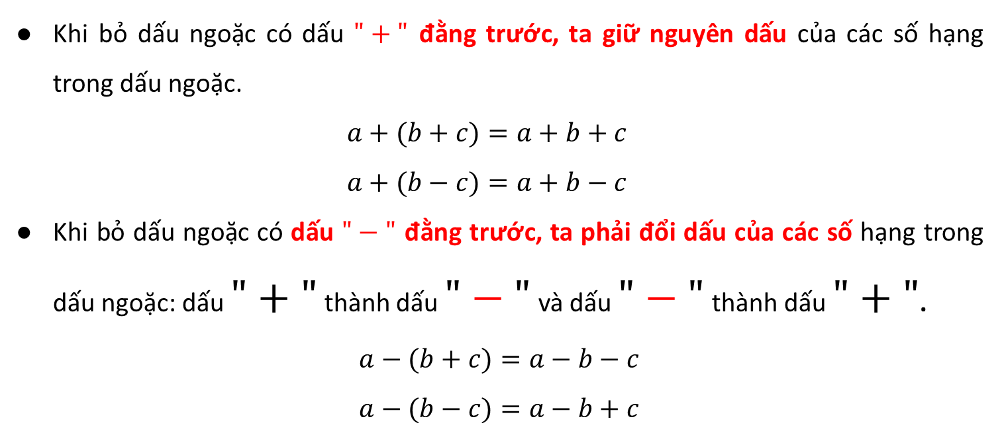 ● Khi bỏ dấu ngoặc có dấu " + " đằng trước, ta giữ nguyên dấu của các số hạng
trong dấu ngoặc.
a + (b + c) = a + b + c
a + (b − c) = a + b − c
● Khi bỏ dấu ngoặc có dấu " − " đằng trước, ta phải đổi dấu của các số hạng trong
dấu ngoặc: dấu " + " thành dấu " − " và dấu " − " thành dấu " + ".
a − (b + c) = a − b − c
a − (b − c) = a − b + c